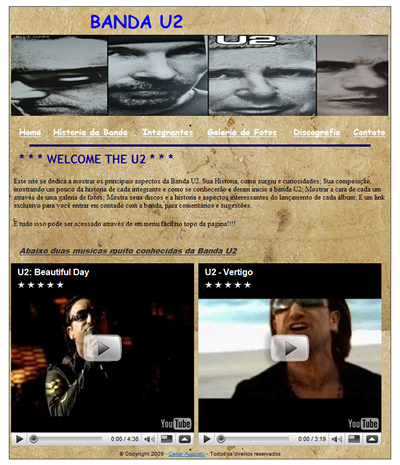 BANDA U2
U2
Home Historia da Banda Integrantes Galeria de Fotos Discografia Contato
* * * WELCOME THE U2 * * *
Este site se dedica a mostrar os principais aspectos da Banda U2. Sua Historia, como surgiu e curiosidades; Sua composição,
mostrando um pouco da historia de cada integrante e como se conhecerão e deram inicio a banda U2; Mostrar a cara de cada um
através de uma galeria de fotos; Mostra seus discos e a historia e aspectos interessantes do lançamento de cada álbum; E um link
exclusivo para você entrar em contado com a banda, para comentários e sugestões.
E tudo isso pode ser acessado através de em menu fácil no topo da pagina!!!!
Abaixo duas musicas muito conhecidas da Banda U2
U2: Beautiful Day
U2 - Vertigo
YouTube
YouTube
0:00 / 4:38
0:00 / 3:19
© Copyright 2009 - Cesar Augusto - Todos os direitos reservados